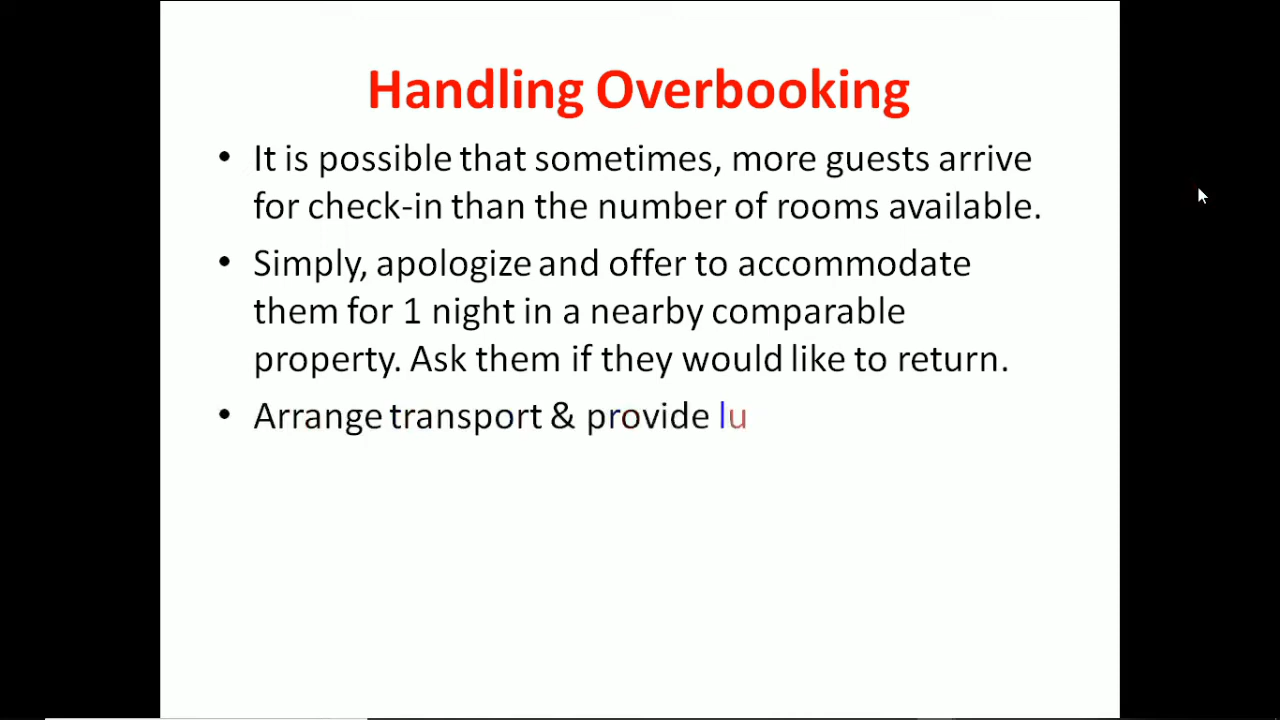 Handling Overbooking
• It is possible that sometimes, more guests arrive
for check-in than the number of rooms available.
• Simply, apologize and offer to accommodate
them for 1 night in a nearby comparable
property. Ask them if they would like to return.
• Arrange transport & provide lu